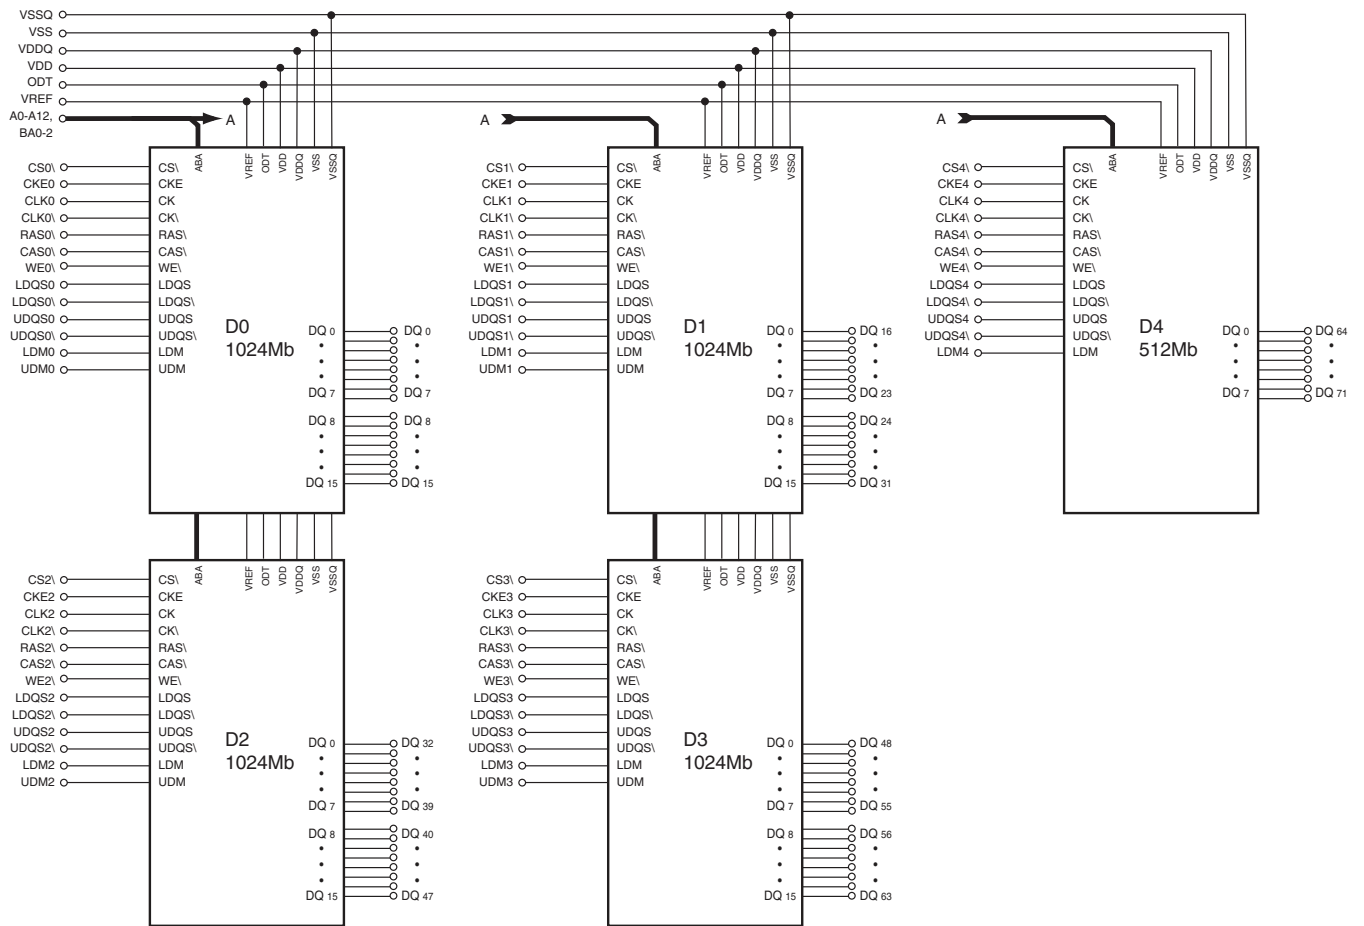 VSSQ
VSS
VDDQ
VDD
ODT
VREF
A0-A12,
BA0-2
A
A
A
ABA VREF ODT VDD VDDQ VSS VSSQ
CS0\ CS\
CKE0 CKE
CLK0 CK
CLK0\ CK\
RAS0\ RAS\
CAS0\ CAS\
WE0\ WE\
LDQS0 LDQS
LDQS0\ LDQS\
UDQS0 UDQS
UDQS0\ UDQS\
LDM0 LDM
UDM0 UDM
D0
1024Mb
DQ 0 DQ 0
DQ 7 DQ 7
DQ 8 DQ 8
DQ 15 DQ 15
ABA VREF ODT VDD VDDQ VSS VSSQ
CS1\ CS\
CKE1 CKE
CLK1 CK
CLK1\ CK\
RAS1\ RAS\
CAS1\ CAS\
WE1\ WE\
LDQS1 LDQS
LDQS1\ LDQS\
UDQS1 UDQS
UDQS1\ UDQS\
LDM1 LDM
UDM1 UDM
D1
1024Mb
DQ 0 DQ 16
DQ 7 DQ 23
DQ 8 DQ 24
DQ 15 DQ 31
ABA VREF ODT VDD VDDQ VSS VSSQ
CS4\ CS\
CKE4 CKE
CLK4 CK
CLK4\ CK\
RAS4\ RAS\
CAS4\ CAS\
WE4\ WE\
LDQS4 LDQS
LDQS4\ LDQS\
UDQS4 UDQS
UDQS4\ UDQS\
LDM4 LDM
D4
512Mb
DQ 0 DQ 64
DQ 7 DQ 71
ABA VREF ODT VDD VDDQ VSS VSSQ
CS2\ CS\
CKE2 CKE
CLK2 CK
CLK2\ CK\
RAS2\ RAS\
CAS2\ CAS\
WE2\ WE\
LDQS2 LDQS
LDQS2\ LDQS\
UDQS2 UDQS
UDQS2\ UDQS\
LDM2 LDM
UDM2 UDM
D2
1024Mb
DQ 0 DQ 32
DQ 7 DQ 39
DQ 8 DQ 40
DQ 15 DQ 47
ABA VREF ODT VDD VDDQ VSS VSSQ
CS3\ CS\
CKE3 CKE
CLK3 CK
CLK3\ CK\
RAS3\ RAS\
CAS3\ CAS\
WE3\ WE\
LDQS3 LDQS
LDQS3\ LDQS\
UDQS3 UDQS
UDQS3\ UDQS\
LDM3 LDM
UDM3 UDM
D3
1024Mb
DQ 0 DQ 48
DQ 7 DQ 55
DQ 8 DQ 56
DQ 15 DQ 63